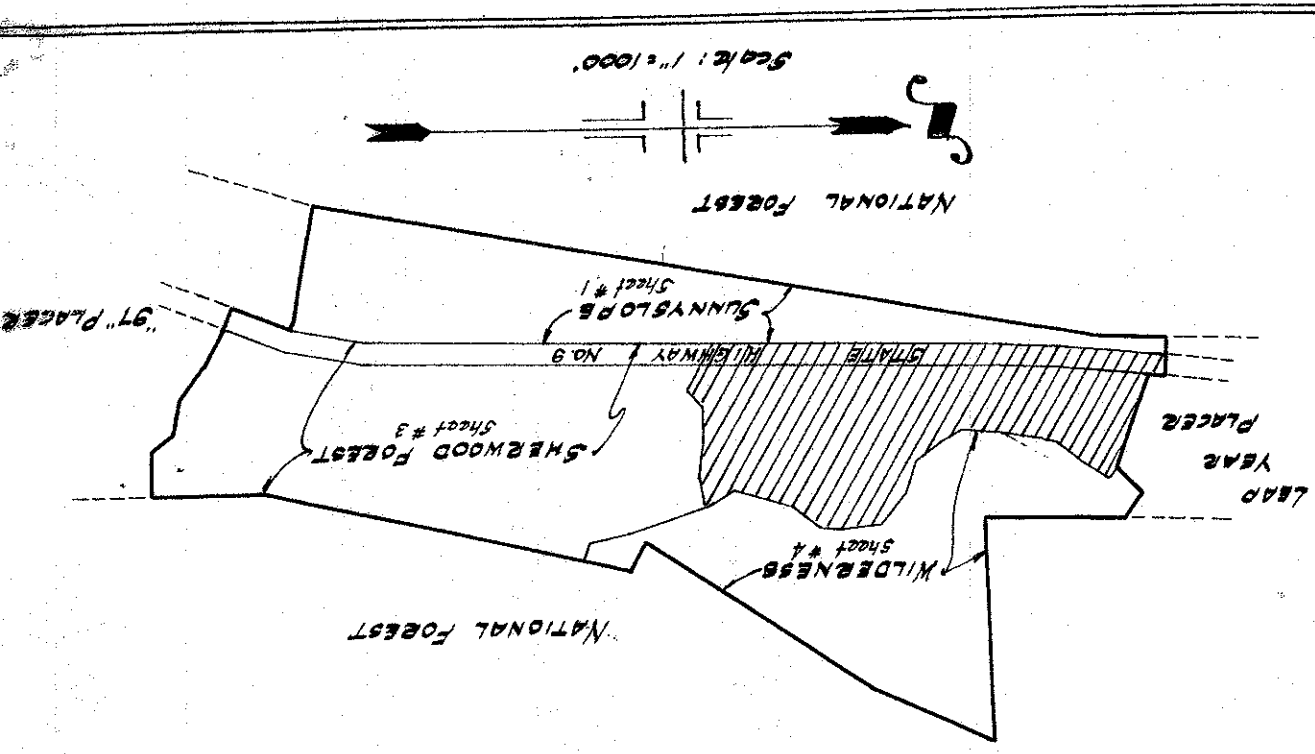 NATIONAL FOREST
WILDERNESS
Sheet #4
LEAP
YEAR
PLACER
SHERWOOD FOREST
Sheet #3
STATE HIGHWAY No. 9
"97" PLACER
SUNNYSLOPE
Sheet #1
NATIONAL FOREST
N
Scale: 1"=1000'